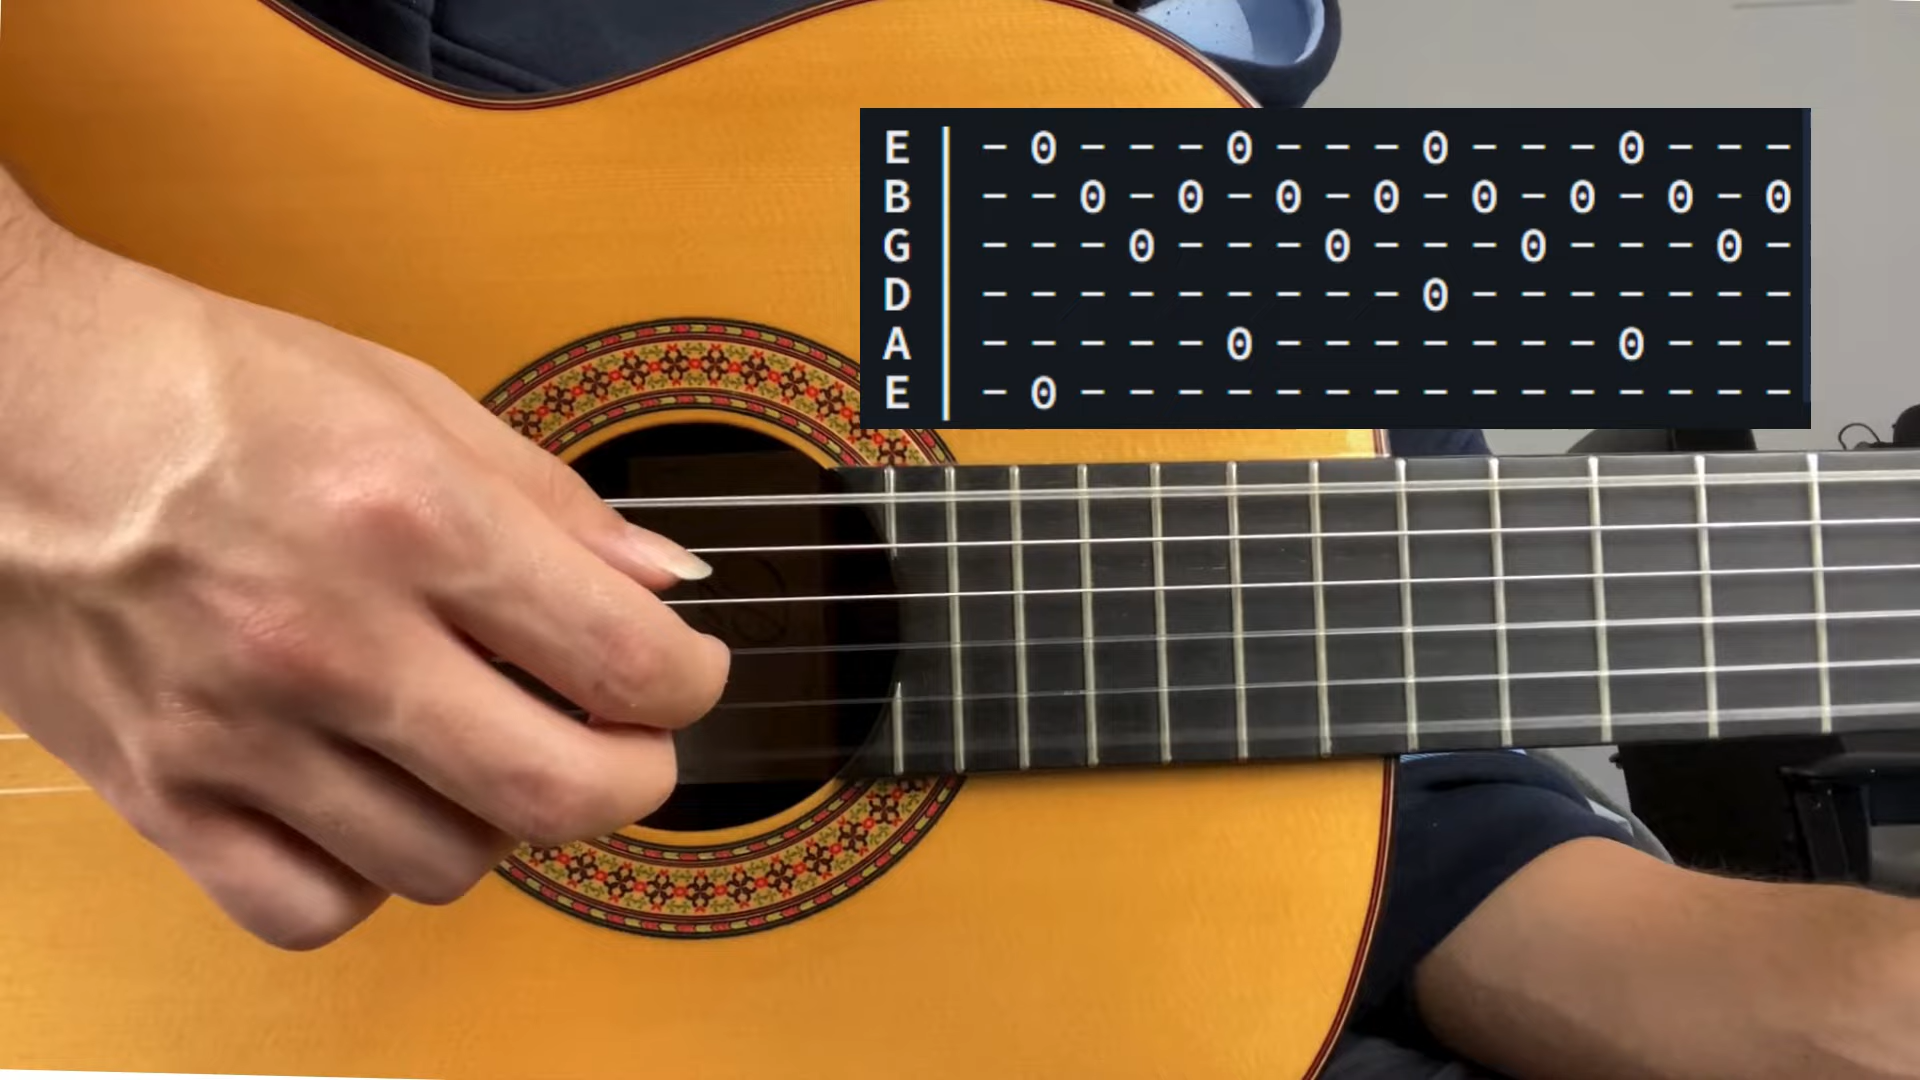 E | - 0 - - - 0 - - - 0 - - - 0 - - -
B | - - 0 - 0 - 0 - 0 - 0 - 0 - 0 - 0
G | - - - 0 - - - 0 - - - 0 - - - 0 -
D | - - - - - - - - - 0 - - - - - - -
A | - - - - - 0 - - - - - - - 0 - - -
E | - 0 - - - - - - - - - - - - - - -